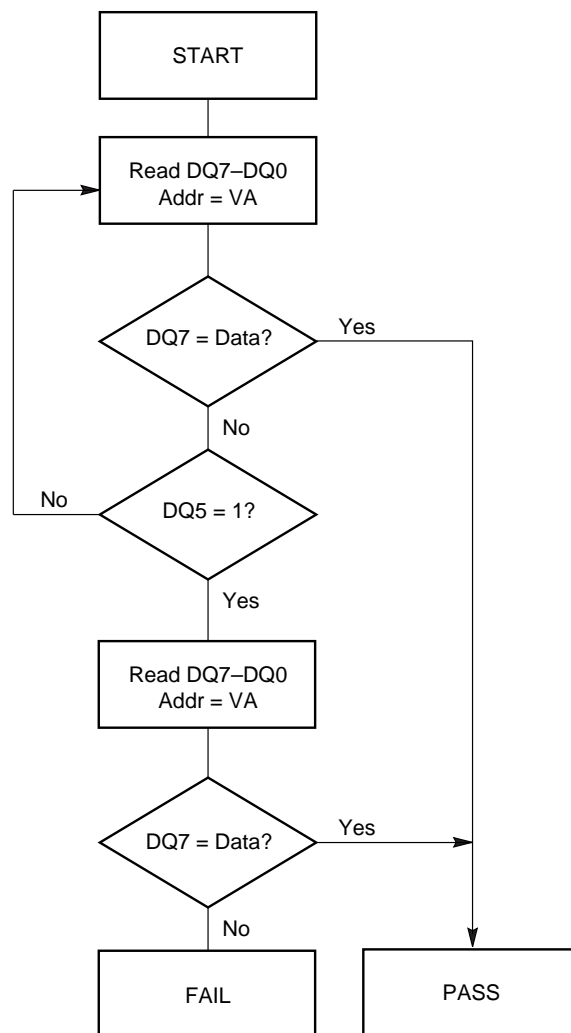 START
Read DQ7–DQ0
Addr = VA
DQ7 = Data?
Yes
No
No
DQ5 = 1?
Yes
Read DQ7–DQ0
Addr = VA
DQ7 = Data?
Yes
No
FAIL
PASS